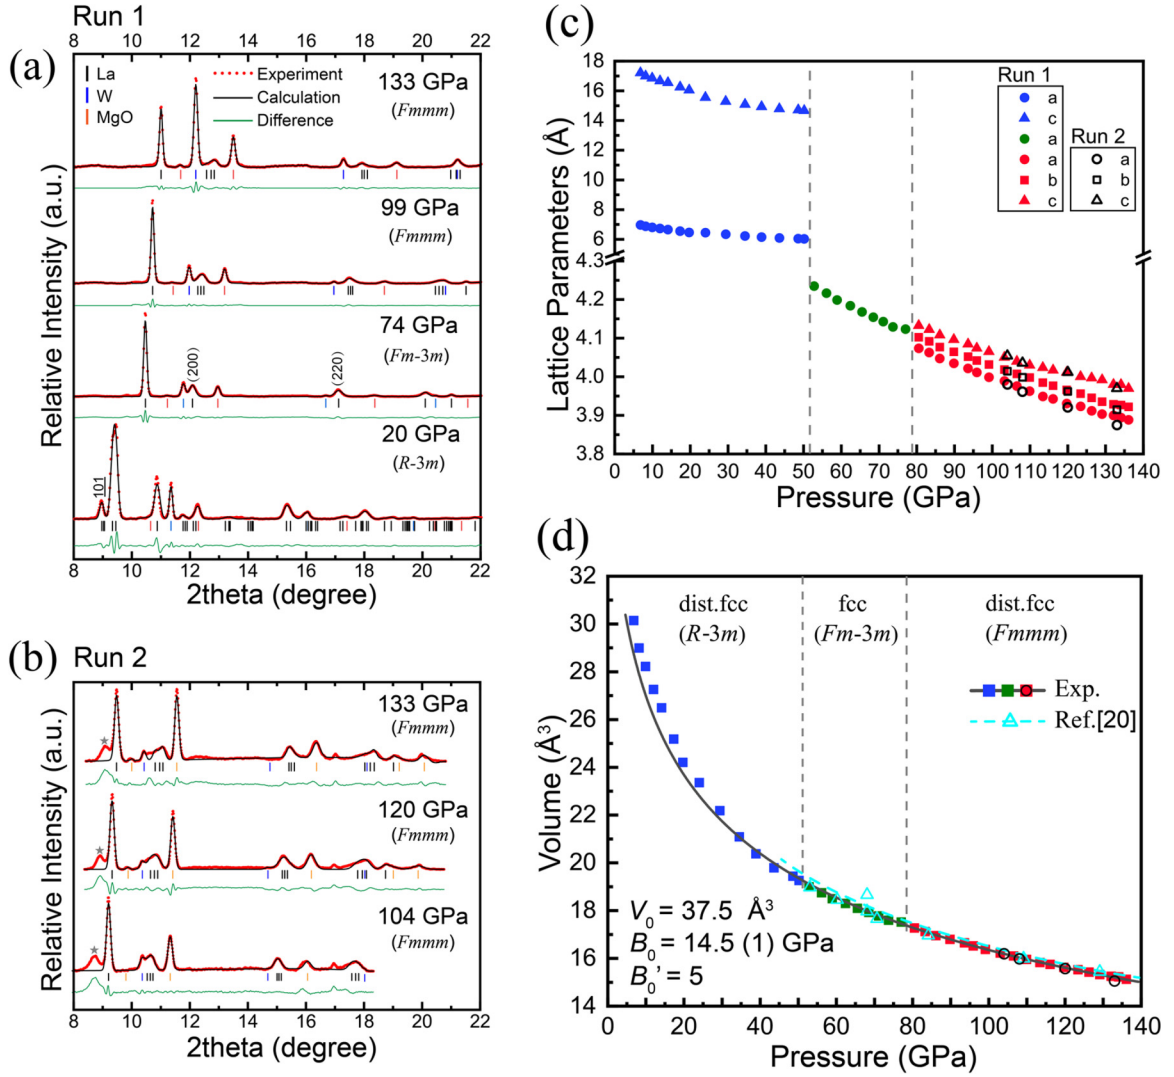 Run 1
(a)
8 10 12 14 16 18 20 22
La
W
MgO
Experiment
Calculation
Difference
133 GPa
(Fmmm)
99 GPa
(Fmmm)
74 GPa
(Fm-3m)
(200)
(220)
20 GPa
(R-3m)
101
Relative Intensity (a.u.)
8 10 12 14 16 18 20 22
2theta (degree)
(b)
Run 2
133 GPa
(Fmmm)
120 GPa
(Fmmm)
104 GPa
(Fmmm)
Relative Intensity (a.u.)
8 10 12 14 16 18 20 22
2theta (degree)
(c)
18
16
14
12
10
8
6
4.3
4.2
4.1
4.0
3.9
3.8
Lattice Parameters (Å)
Run 1
a
c
a
a
b
c
Run 2
a
b
c
0 10 20 30 40 50 60 70 80 90 100 110 120 130 140
Pressure (GPa)
(d)
32
30
28
26
24
22
20
18
16
14
Volume (Å³)
dist.fcc
(R-3m)
fcc
(Fm-3m)
dist.fcc
(Fmmm)
Exp.
Ref.[20]
V₀ = 37.5 Å³
B₀ = 14.5 (1) GPa
B₀' = 5
0 20 40 60 80 100 120 140
Pressure (GPa)